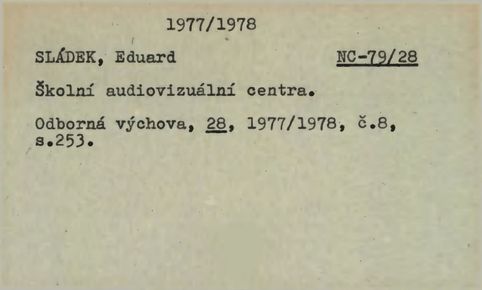 1977/1978
SLÁDEK, Eduard NC-79/28
Školní audiovizuální centra.
Odborná výchova, 28, 1977/1978, č.8,
s.253.